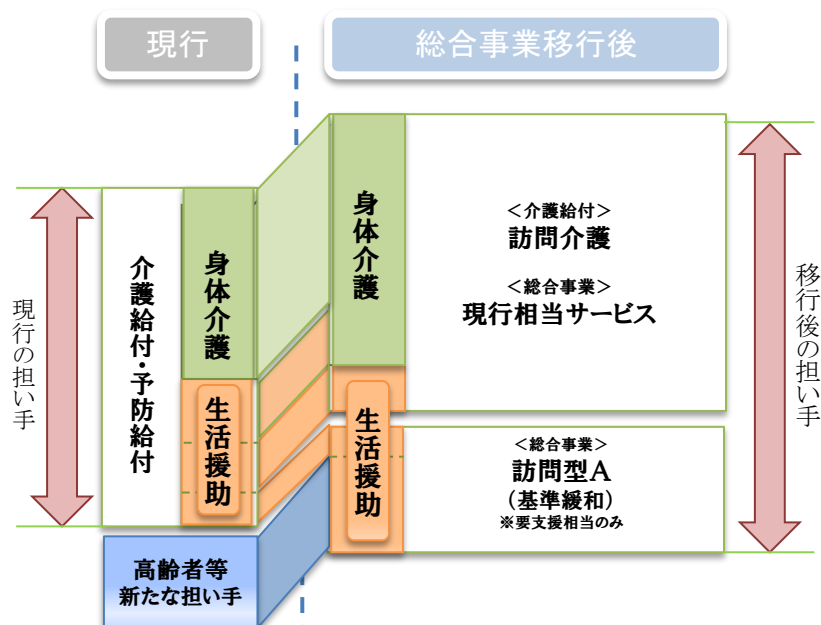 現行
総合事業移行後
現行の担い手
介護給付・予防給付
身体介護
生活援助
高齢者等
新たな担い手
身体介護
生活援助
＜介護給付＞
訪問介護
＜総合事業＞
現行相当サービス
＜総合事業＞
訪問型A
（基準緩和）
※要支援相当のみ
移行後の担い手